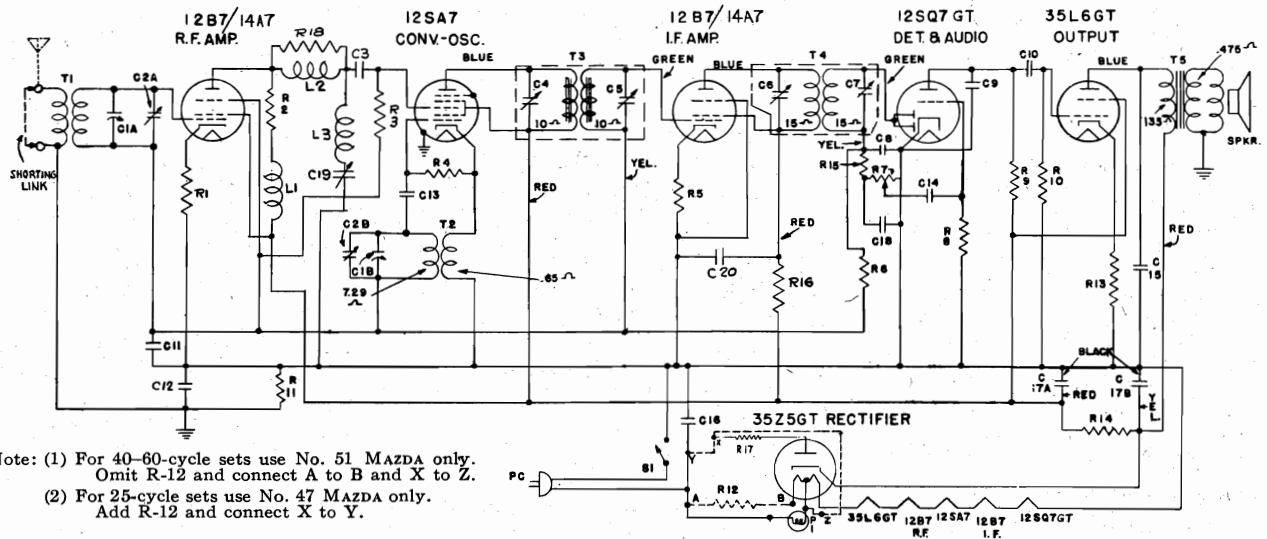 12B7/14A7
R.F. AMP.
12SA7
CONV.-OSC.
12B7/14A7
I.F. AMP.
12SQ7 GT
DET. & AUDIO
35L6GT
OUTPUT
R18
C3
BLUE
T3
GREEN
BLUE
T4
GREEN
C10
BLUE
T5
.475 Ω
T1
C2A
L2
C4
C5
C6
C7
C9
C1A
R2
R3
10 Ω
10 Ω
15 Ω
15 Ω
135 Ω
SPKR.
L3
YEL.
C8
SHORTING
LINK
R4
R15
R7
R1
C19
YEL.
R9
R10
L1
C13
RED
R5
C14
C2B
T2
RED
C18
R8
RED
C1B
C20
C15
.65 Ω
R16
R6
R13
7.29
Ω
C11
BLACK
C12
R11
C17A
C17B
RED
YEL.
C16
35Z5GT RECTIFIER
R14
X
R17
S1
Y
Note: (1) For 40–60-cycle sets use No. 51 MAZDA only.
Omit R-12 and connect A to B and X to Z.
PC
R12
A
B
(2) For 25-cycle sets use No. 47 MAZDA only.
Add R-12 and connect X to Y.
P
Z
1
35L6GT
12B7
R.F.
12SA7
12B7
I.F.
12SQ7GT